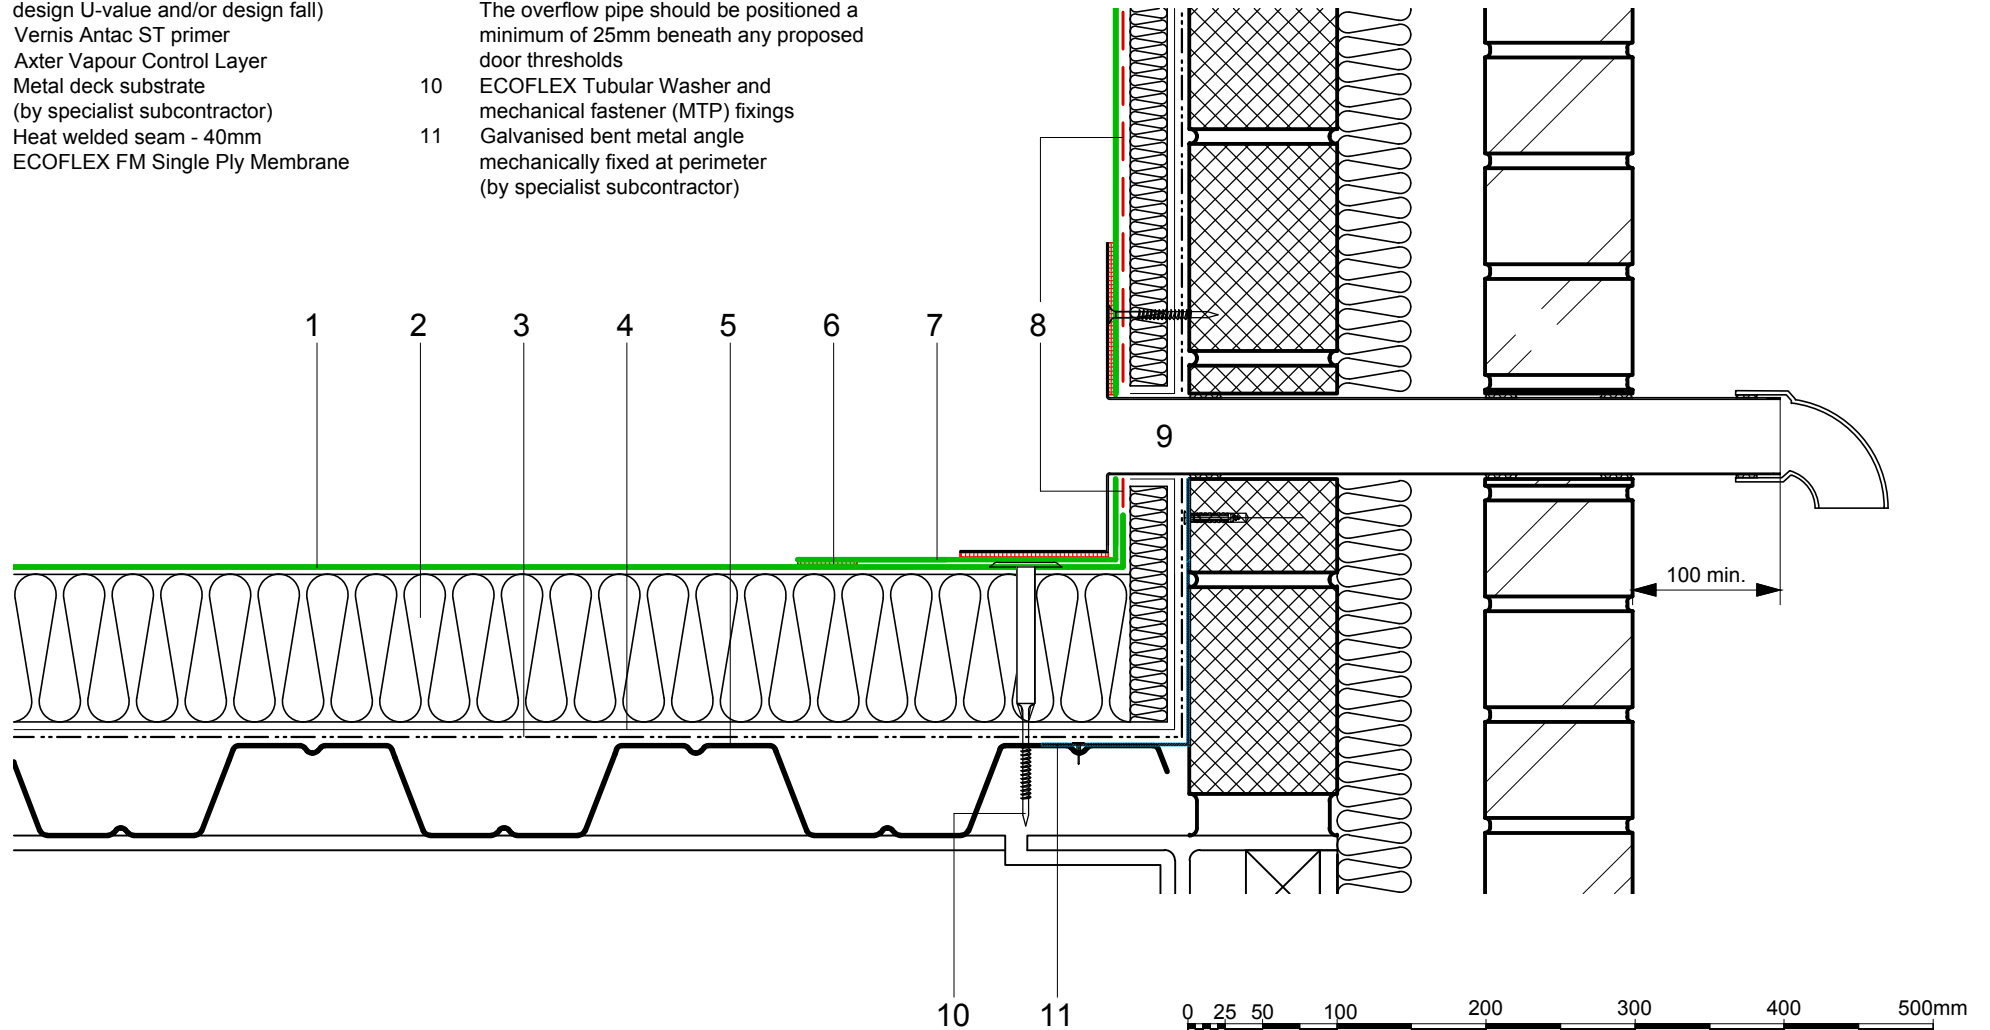 design U-value and/or design fall)
Vernis Antac ST primer
Axter Vapour Control Layer
Metal deck substrate
(by specialist subcontractor)
Heat welded seam - 40mm
ECOFLEX FM Single Ply Membrane
The overflow pipe should be positioned a
minimum of 25mm beneath any proposed
door thresholds
10 ECOFLEX Tubular Washer and
mechanical fastener (MTP) fixings
11 Galvanised bent metal angle
mechanically fixed at perimeter
(by specialist subcontractor)
1 2 3 4 5 6 7 8
9
100 min.
10 11
0 25 50 100 200 300 400 500mm